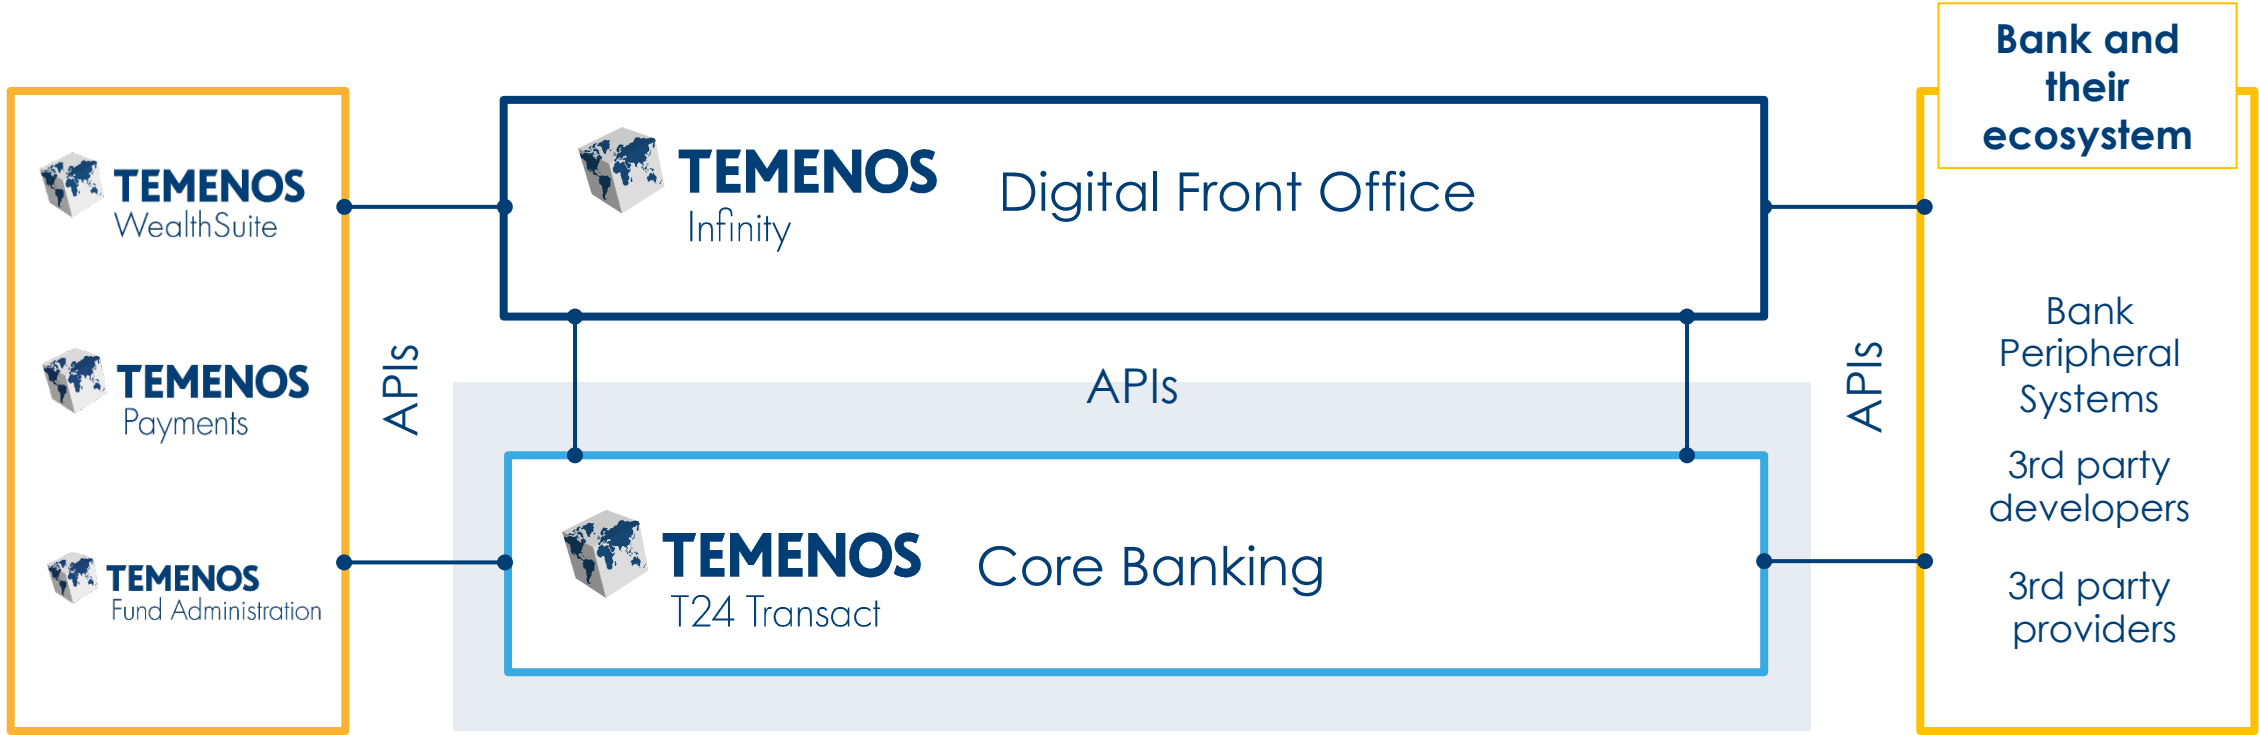 TEMENOS
WealthSuite
TEMENOS
Payments
TEMENOS
Fund Administration
APIs
TEMENOS
Infinity
Digital Front Office
APIs
TEMENOS
T24 Transact
Core Banking
APIs
Bank and
their
ecosystem
Bank
Peripheral
Systems
3rd party
developers
3rd party
providers